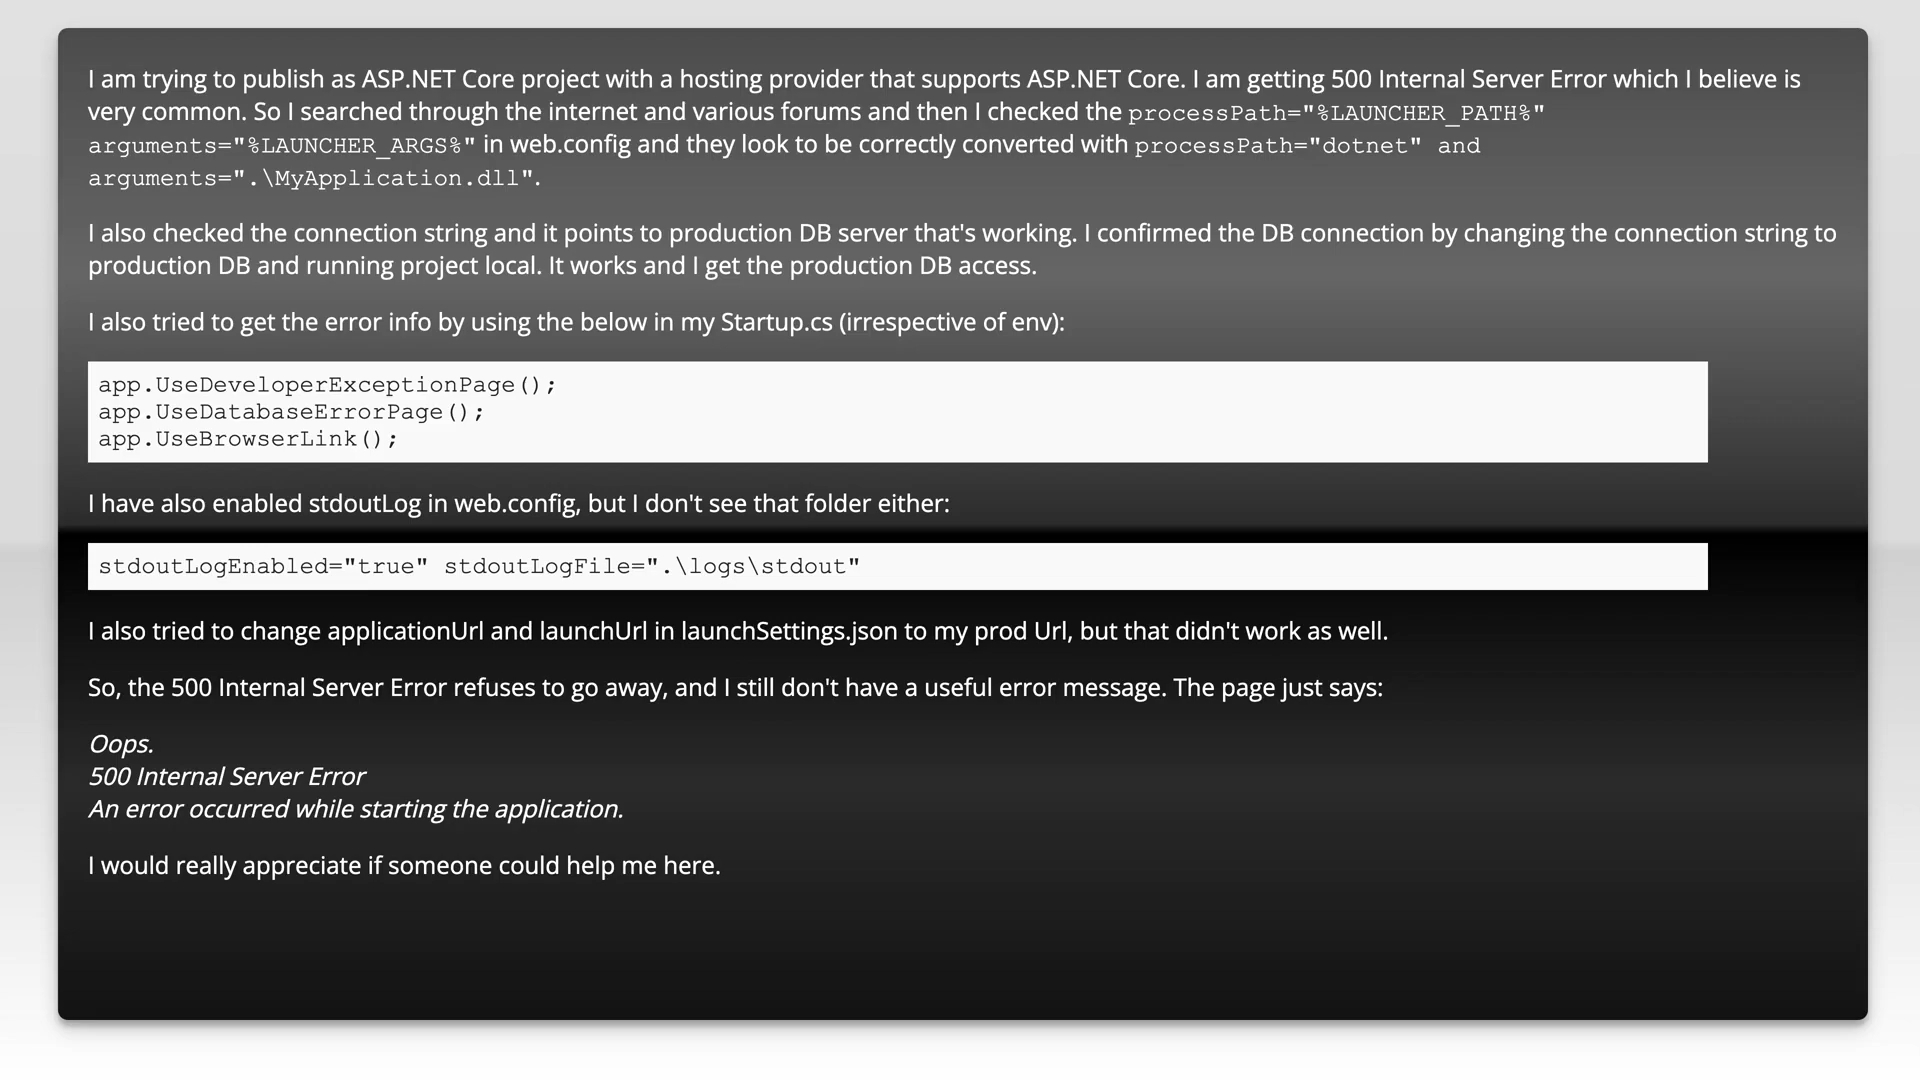 I am trying to publish as ASP.NET Core project with a hosting provider that supports ASP.NET Core. I am getting 500 Internal Server Error which I believe is
very common. So I searched through the internet and various forums and then I checked the processPath="%LAUNCHER_PATH%"
arguments="%LAUNCHER_ARGS%" in web.config and they look to be correctly converted with processPath="dotnet" and
arguments=".\MyApplication.dll".
I also checked the connection string and it points to production DB server that's working. I confirmed the DB connection by changing the connection string to
production DB and running project local. It works and I get the production DB access.
I also tried to get the error info by using the below in my Startup.cs (irrespective of env):
app.UseDeveloperExceptionPage();
app.UseDatabaseErrorPage();
app.UseBrowserLink();
I have also enabled stdoutLog in web.config, but I don't see that folder either:
stdoutLogEnabled="true" stdoutLogFile=".\logs\stdout"
I also tried to change applicationUrl and launchUrl in launchSettings.json to my prod Url, but that didn't work as well.
So, the 500 Internal Server Error refuses to go away, and I still don't have a useful error message. The page just says:
Oops.
500 Internal Server Error
An error occurred while starting the application.
I would really appreciate if someone could help me here.